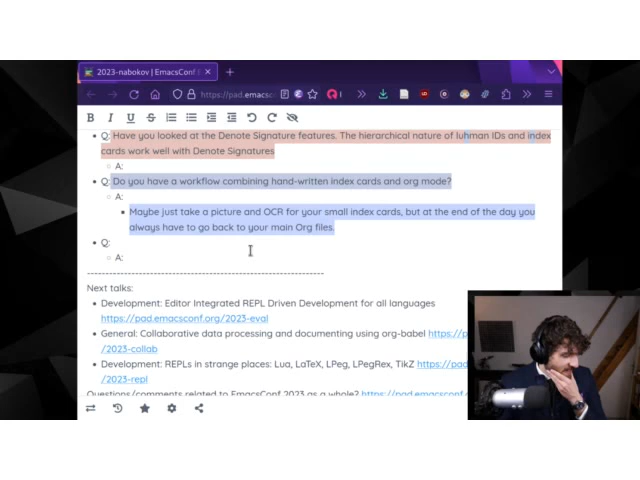 2023-nabokov | EmacsConf
https://pad.emacsc
Q: Have you looked at the Denote Signature features. The hierarchical nature of luhman IDs and index
cards work well with Denote Signatures
A:
Q: Do you have a workflow combining hand-written index cards and org mode?
A:
Maybe just take a picture and OCR for your small index cards, but at the end of the day you
always have to go back to your main Org files.
Q:
A:
----------------------------------------------------------------
Next talks:
Development: Editor Integrated REPL Driven Development for all languages
https://pad.emacsconf.org/2023-eval
General: Collaborative data processing and documenting using org-babel https://p
/2023-collab
Development: REPLs in strange places: Lua, LaTeX, LPeg, LPegRex, TikZ https://pad
/2023-repl
Questions/comments related to EmacsConf 2023 as a whole? https://pad.emacsconf